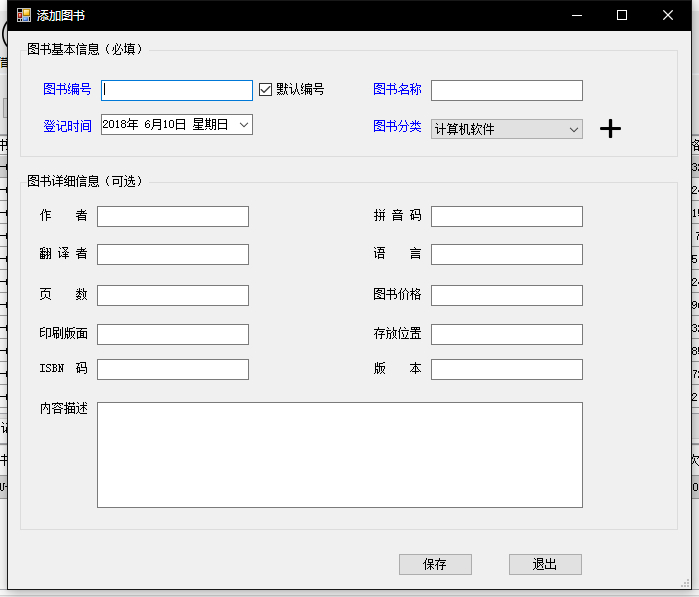 添加图书
图书基本信息（必填）
图书编号 默认编号 图书名称
登记时间 2018年 6月10日 星期日 图书分类 计算机软件
图书详细信息（可选）
作 者 拼 音 码
翻 译 者 语 言
页 数 图书价格
印刷版面 存放位置
ISBN 码 版 本
内容描述
保存 退出